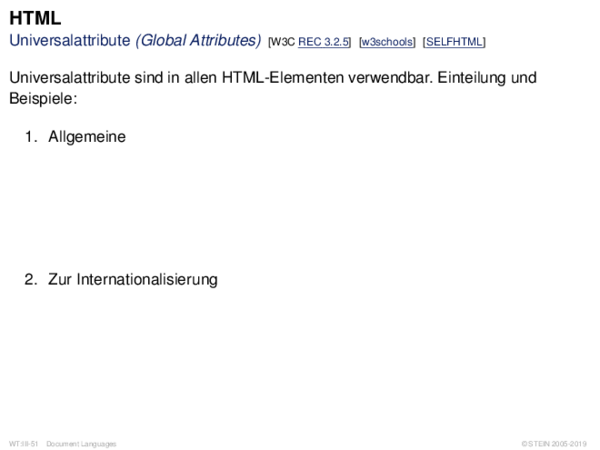 HTML
Universalattribute (Global Attributes) [W3C REC 3.2.5] [w3schools] [SELFHTML]
Universalattribute sind in allen HTML-Elementen verwendbar. Einteilung und
Beispiele:
1. Allgemeine
2. Zur Internationalisierung
WT:III-51 Document Languages
© STEIN 2005-2019